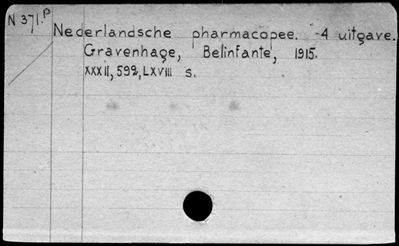 N 371.P
Nederlandsche pharmacopee. -4 uitgave.
Gravenhage, Belinfante, 1915.
XXXII, 592, LXVIII s.